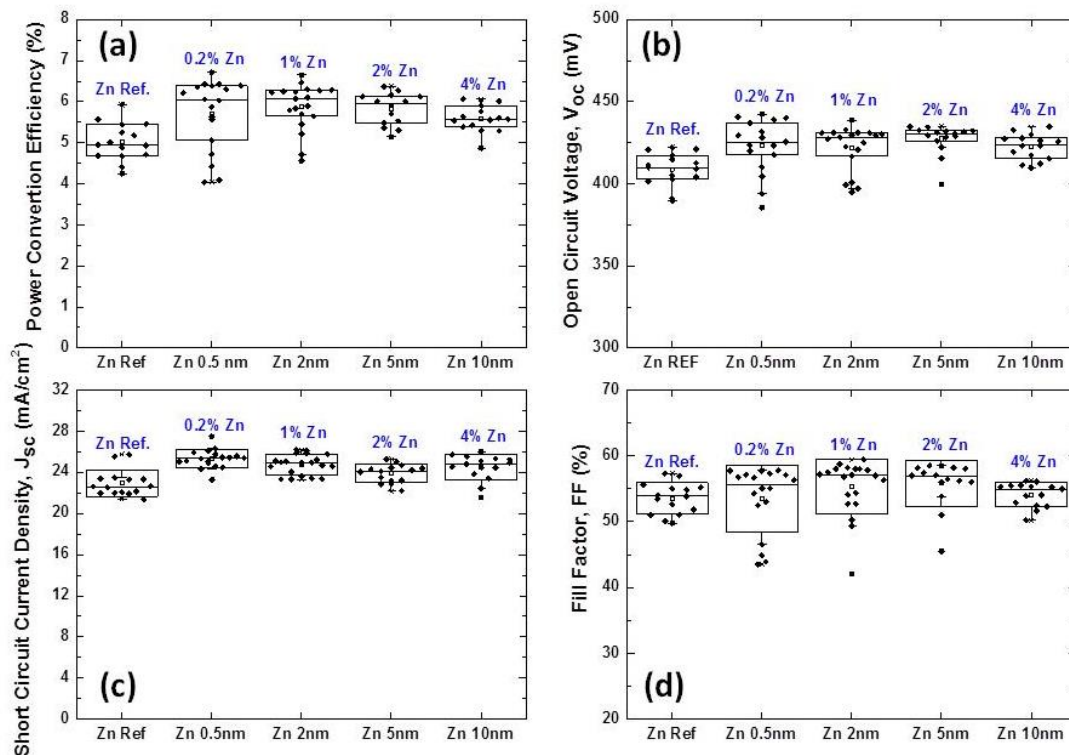 (a)
Power Convertion Efficiency (%)
8
7
6
5
4
3
2
1
0
Zn Ref.
0.2% Zn
1% Zn
2% Zn
4% Zn
Zn Ref
Zn 0.5 nm
Zn 2nm
Zn 5nm
Zn 10nm
(b)
Open Circuit Voltage, Voc (mV)
500
450
400
350
300
Zn Ref.
0.2% Zn
1% Zn
2% Zn
4% Zn
Zn REF
Zn 0.5nm
Zn 2nm
Zn 5nm
Zn 10nm
(c)
Short Circuit Current Density, Jsc (mA/cm²)
32
28
24
20
16
12
8
4
0
Zn Ref.
0.2% Zn
1% Zn
2% Zn
4% Zn
Zn Ref
Zn 0.5nm
Zn 2nm
Zn 5nm
Zn 10nm
(d)
Fill Factor, FF (%)
70
60
50
40
30
20
Zn Ref.
0.2% Zn
1% Zn
2% Zn
4% Zn
Zn Ref
Zn 0.5nm
Zn 2nm
Zn 5nm
Zn 10nm